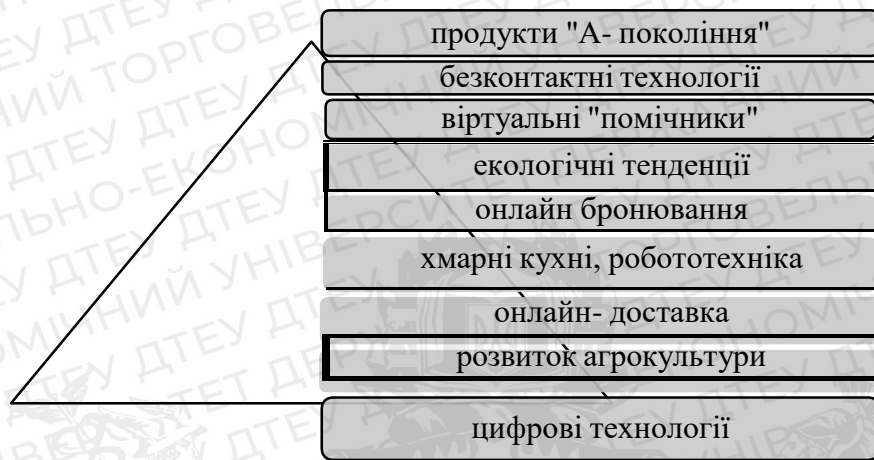 продукти "А- покоління"
безконтактні технології
віртуальні "помічники"
екологічні тенденції
онлайн бронювання
хмарні кухні, робототехніка
онлайн- доставка
розвиток агрокультури
цифрові технології